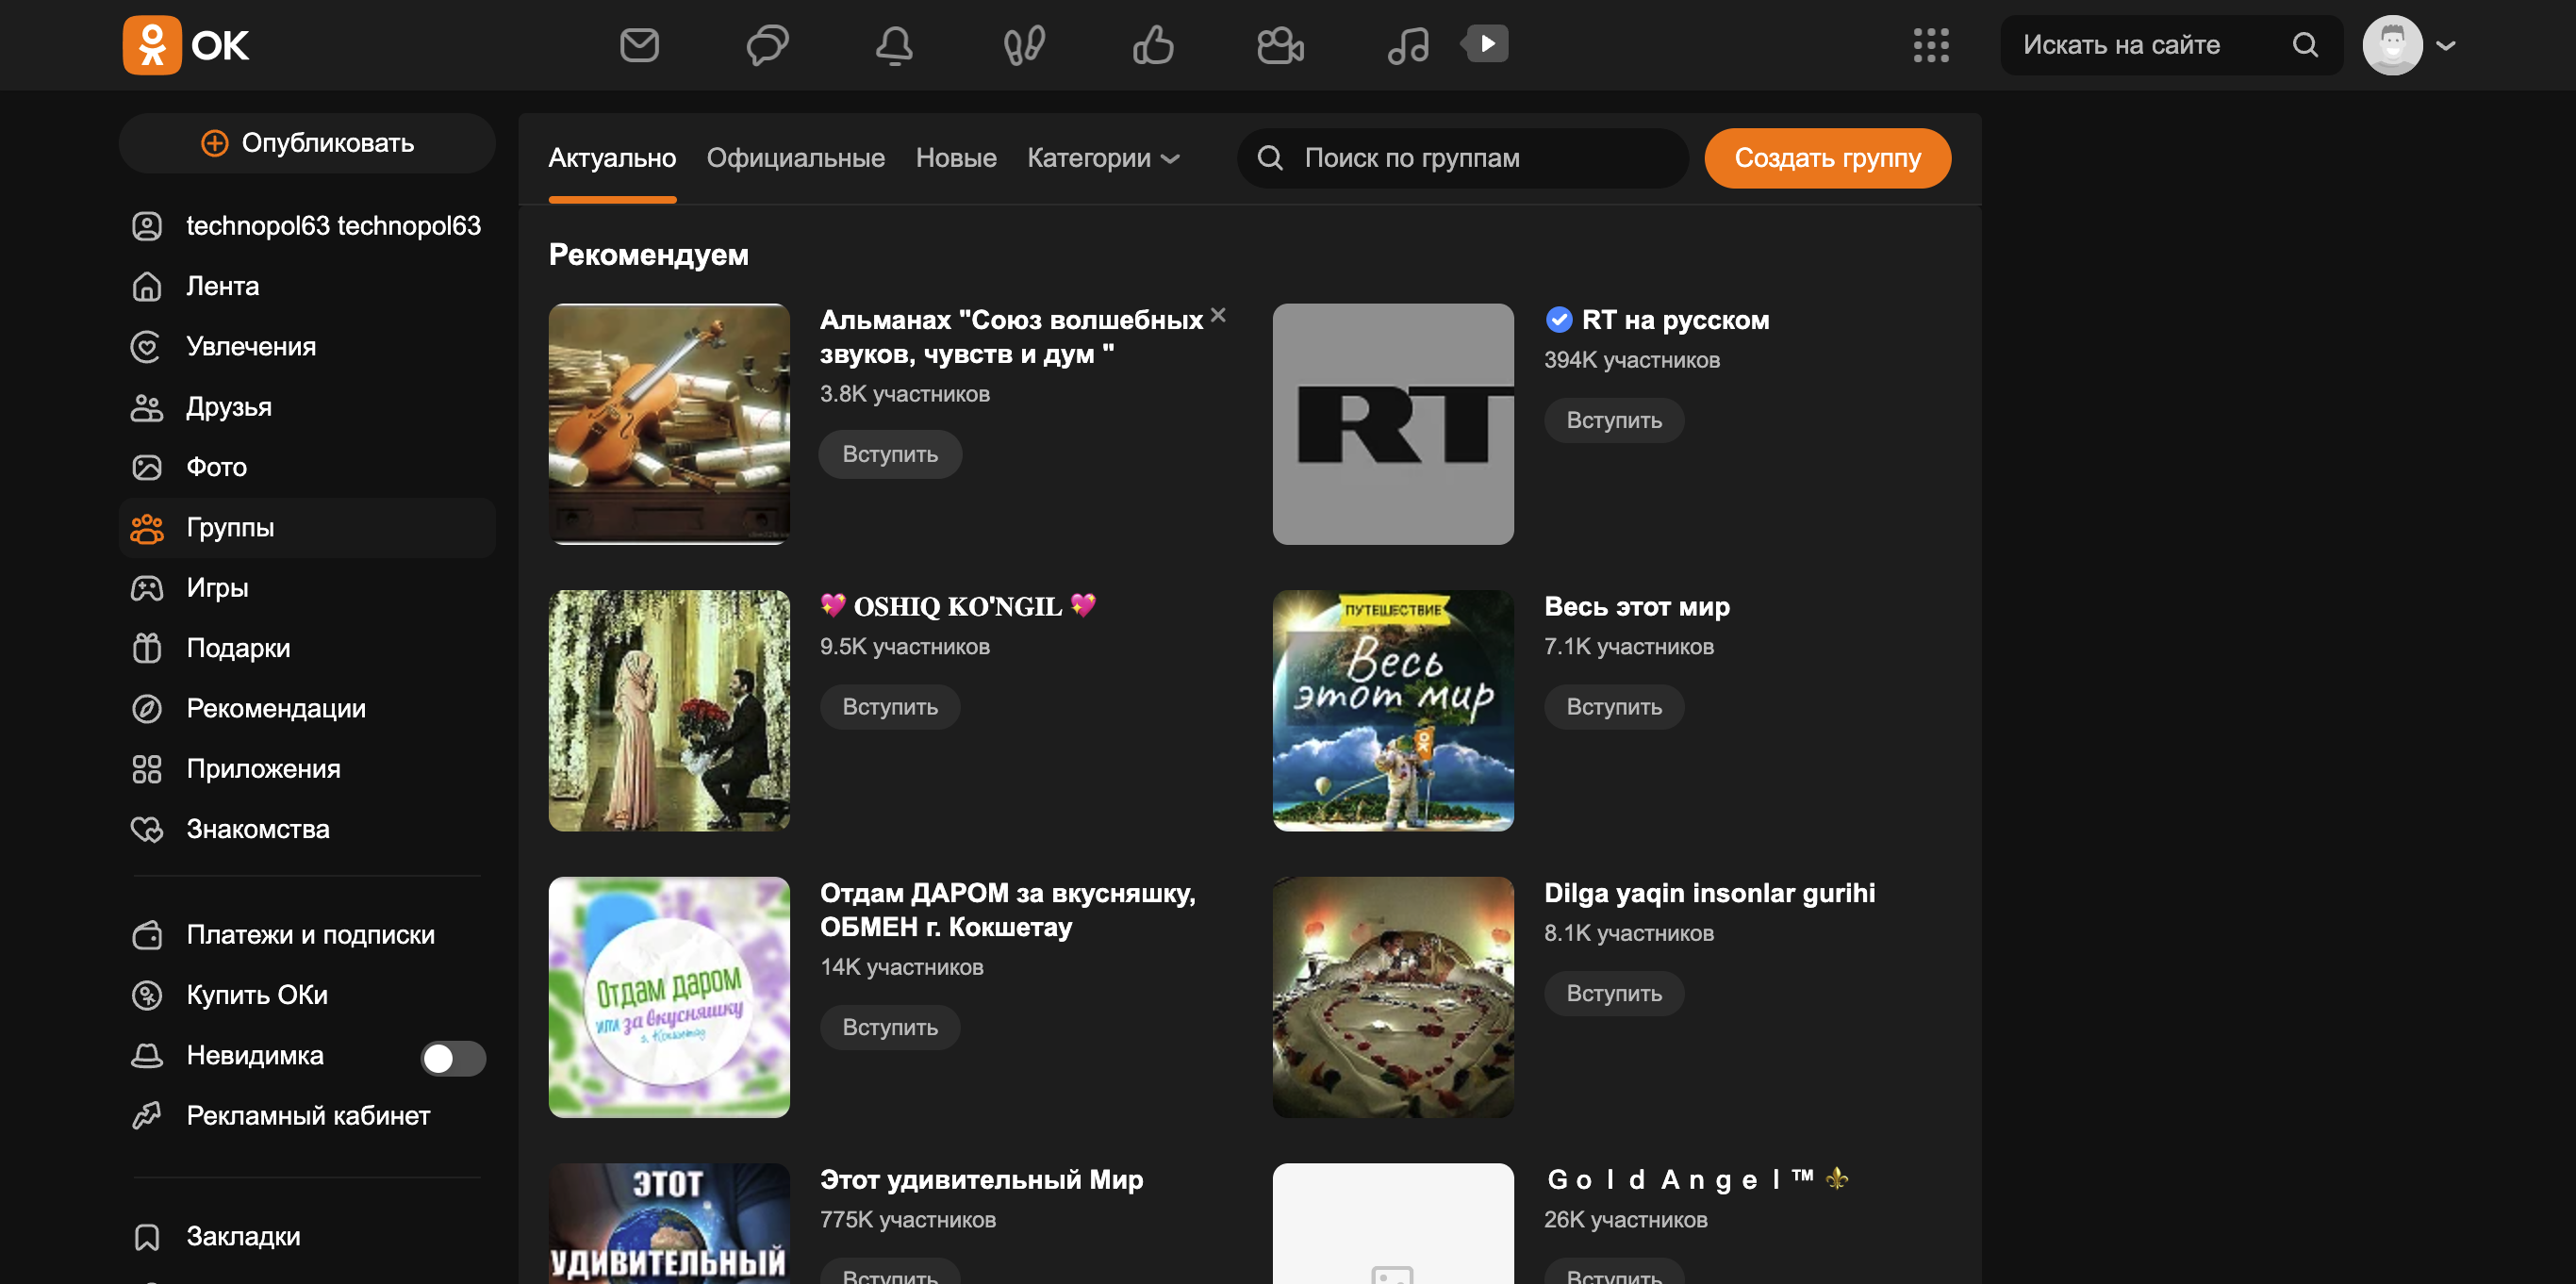 OK
Искать на сайте
Опубликовать
technopol63 technopol63
Лента
Увлечения
Друзья
Фото
Группы
Игры
Подарки
Рекомендации
Приложения
Знакомства
Платежи и подписки
Купить ОКи
Невидимка
Рекламный кабинет
Закладки
Актуально Официальные Новые Категории
Поиск по группам
Создать группу
Рекомендуем
Альманах "Союз волшебных
звуков, чувств и дум "
3.8K участников
Вступить
RT
RT на русском
394K участников
Вступить
💖 OSHIQ KO'NGIL 💖
9.5K участников
Вступить
ПУТЕШЕСТВИЕ
Весь
этот мир
OK
Весь этот мир
7.1K участников
Вступить
Отдам даром
или за вкусняшку
г. Кокшетау
Отдам ДАРОМ за вкусняшку,
ОБМЕН г. Кокшетау
14K участников
Вступить
Dilga yaqin insonlar gurihi
8.1K участников
Вступить
ЭТОТ
УДИВИТЕЛЬНЫЙ
Этот удивительный Мир
775K участников
Вступить
G o l d A n g e l ™ ⚜
26K участников
Вступить